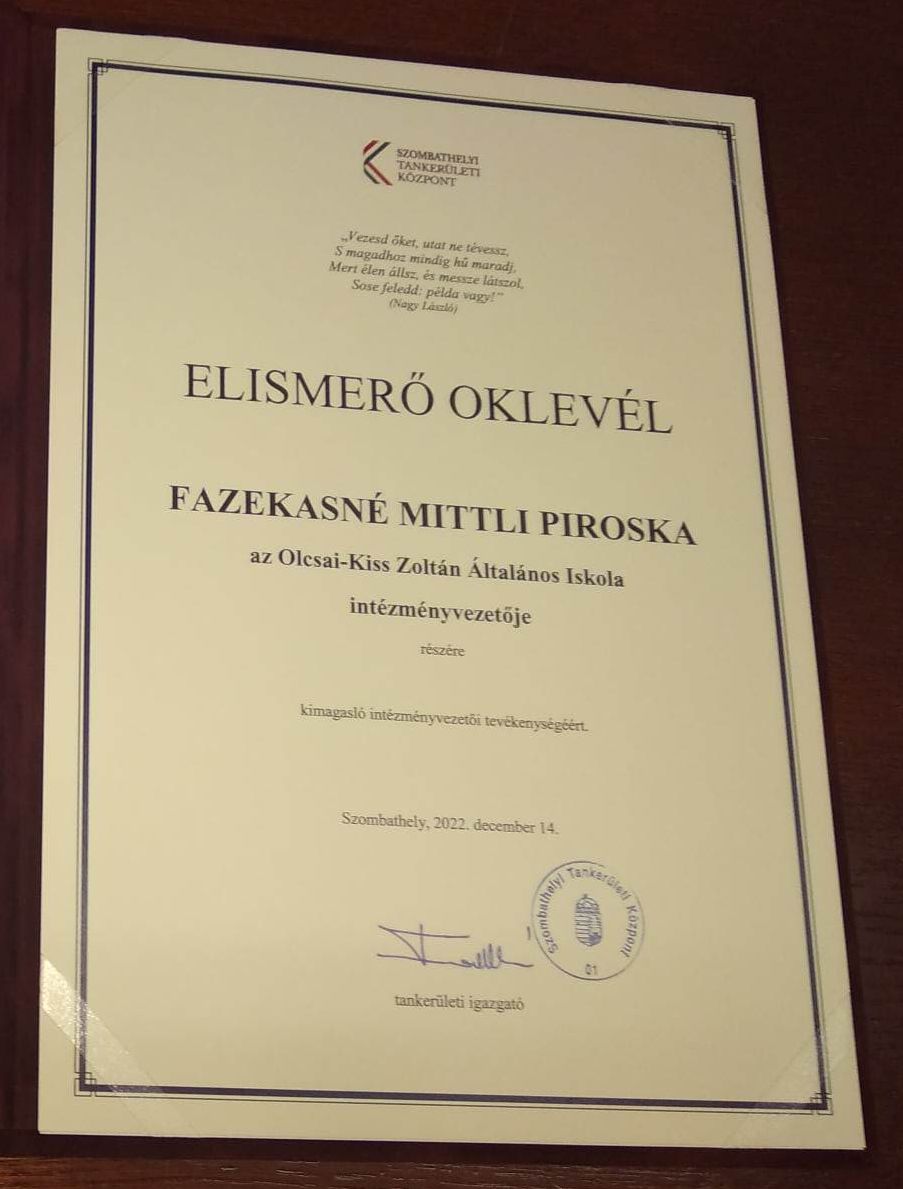 SZOMBATHELYI
TANKERÜLETI
KÖZPONT
„Vezesd őket, utat ne tévessz,
S magadhoz mindig hű maradj,
Mert élen állsz, és messze látszol,
Sose feledd: példa vagy!”
(Nagy László)
ELISMERŐ OKLEVÉL
FAZEKASNÉ MITTLI PIROSKA
az Olcsai-Kiss Zoltán Általános Iskola
intézményvezetője
részére
kimagasló intézményvezetői tevékenységéért.
Szombathely, 2022. december 14.
Szombathelyi Tankerületi Központ
01
tankerületi igazgató